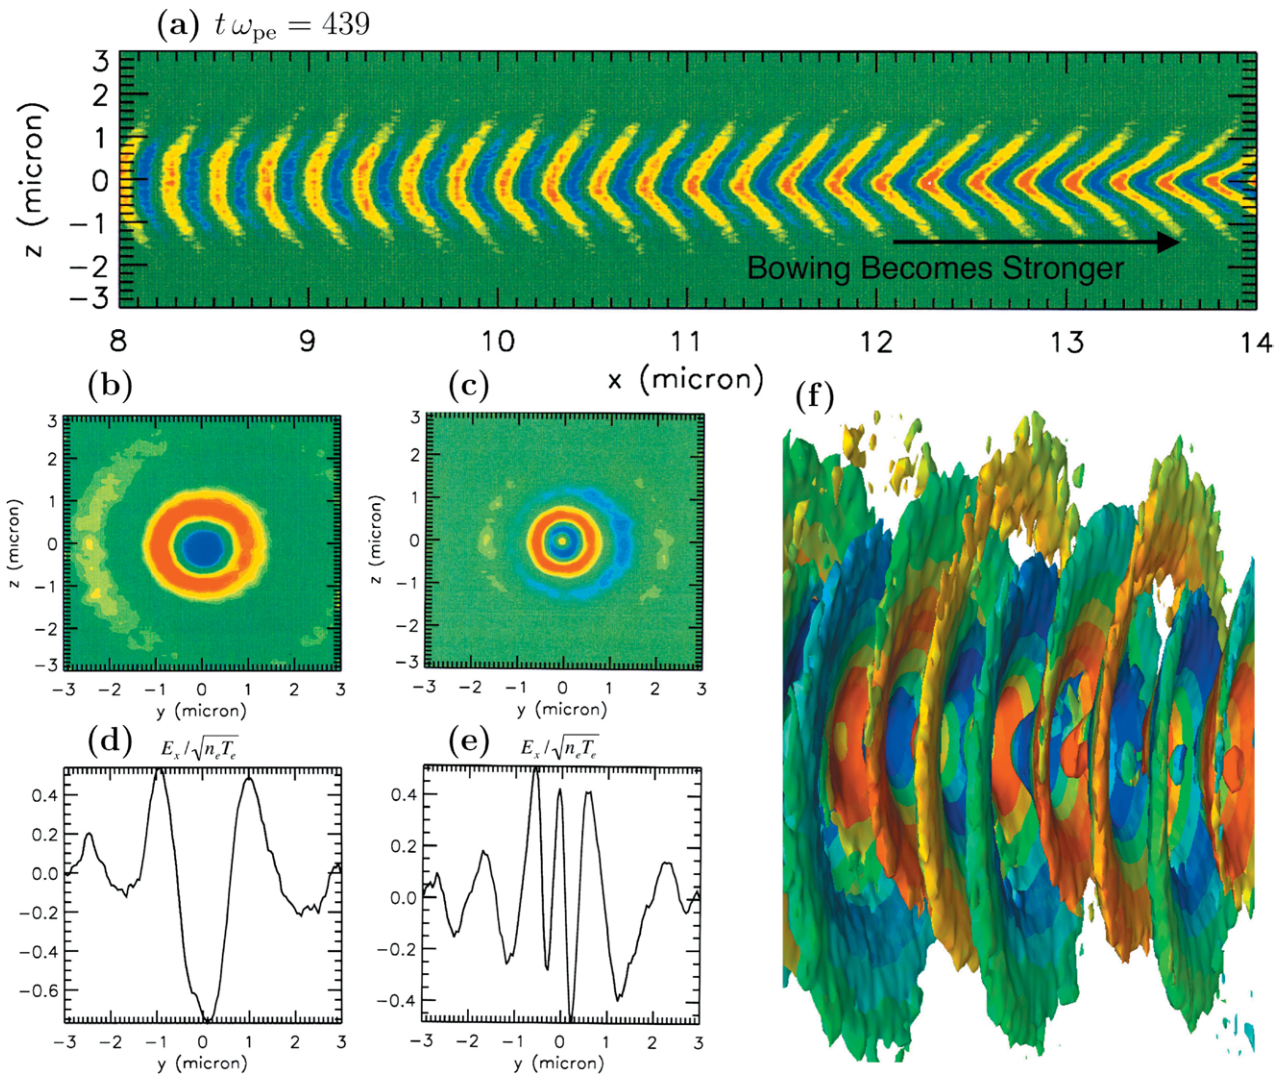 (a) t ω_pe = 439
3
2
1
0
−1
−2
−3
z (micron)
Bowing Becomes Stronger
8 9 10 11 12 13 14
x (micron)
(b)
3
2
1
0
−1
−2
−3
z (micron)
−3 −2 −1 0 1 2 3
y (micron)
(c)
3
2
1
0
−1
−2
−3
z (micron)
−3 −2 −1 0 1 2 3
y (micron)
(d) E_x/√n_eT_e
0.4
0.2
0.0
−0.2
−0.4
−0.6
−3 −2 −1 0 1 2 3
y (micron)
(e) E_x/√n_eT_e
0.4
0.2
0.0
−0.2
−0.4
−3 −2 −1 0 1 2 3
y (micron)
(f)